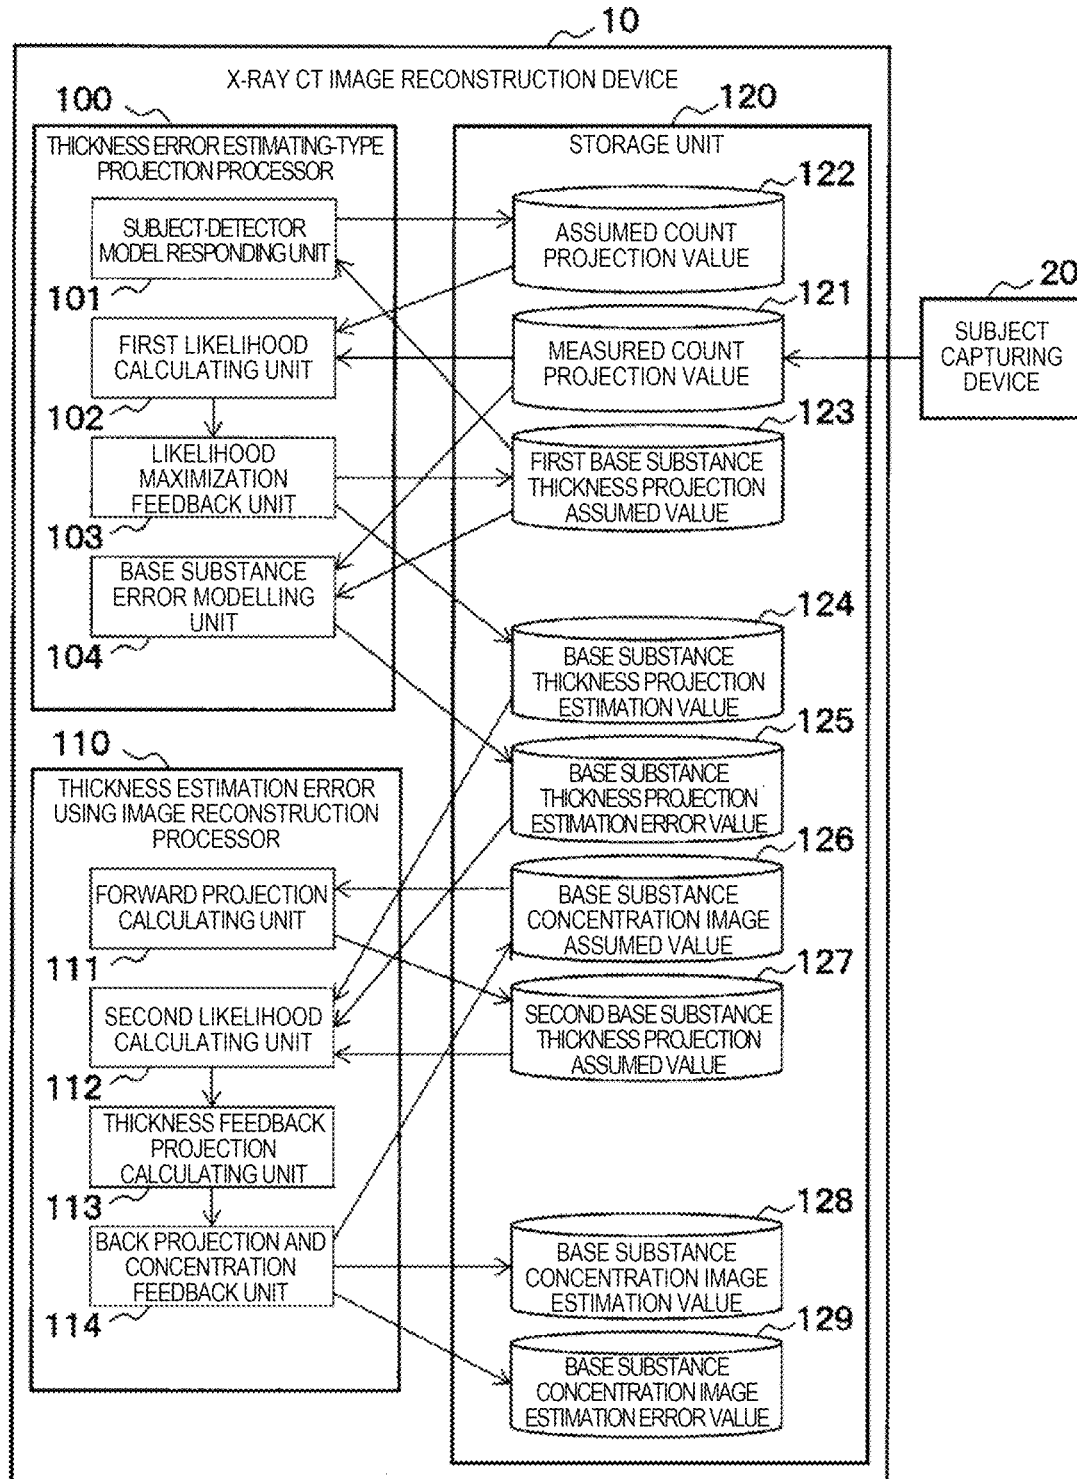 10
X-RAY CT IMAGE RECONSTRUCTION DEVICE
100
THICKNESS ERROR ESTIMATING-TYPE
PROJECTION PROCESSOR
SUBJECT-DETECTOR
MODEL RESPONDING UNIT
101
FIRST LIKELIHOOD
CALCULATING UNIT
102
LIKELIHOOD
MAXIMIZATION
FEEDBACK UNIT
103
BASE SUBSTANCE
ERROR MODELLING
UNIT
104
110
THICKNESS ESTIMATION ERROR
USING IMAGE RECONSTRUCTION
PROCESSOR
FORWARD PROJECTION
CALCULATING UNIT
111
SECOND LIKELIHOOD
CALCULATING UNIT
112
THICKNESS FEEDBACK
PROJECTION
CALCULATING UNIT
113
BACK PROJECTION AND
CONCENTRATION
FEEDBACK UNIT
114
120
STORAGE UNIT
122
ASSUMED COUNT
PROJECTION VALUE
121
MEASURED COUNT
PROJECTION VALUE
123
FIRST BASE SUBSTANCE
THICKNESS PROJECTION
ASSUMED VALUE
124
BASE SUBSTANCE
THICKNESS PROJECTION
ESTIMATION VALUE
125
BASE SUBSTANCE
THICKNESS PROJECTION
ESTIMATION ERROR VALUE
126
BASE SUBSTANCE
CONCENTRATION IMAGE
ASSUMED VALUE
127
SECOND BASE SUBSTANCE
THICKNESS PROJECTION
ASSUMED VALUE
128
BASE SUBSTANCE
CONCENTRATION IMAGE
ESTIMATION VALUE
129
BASE SUBSTANCE
CONCENTRATION IMAGE
ESTIMATION ERROR VALUE
20
SUBJECT
CAPTURING
DEVICE